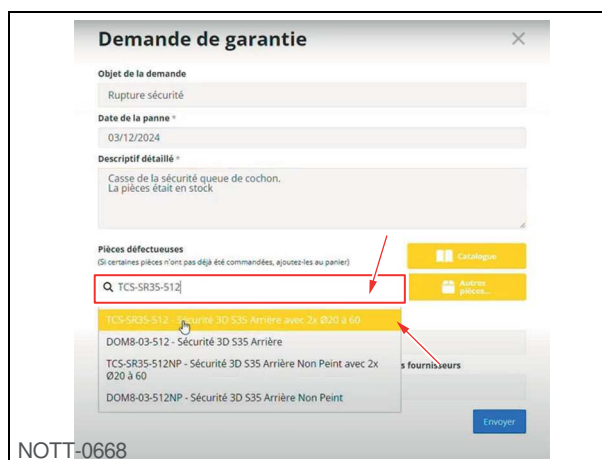 Demande de garantie
Objet de la demande
Rupture sécurité
Date de la panne *
03/12/2024
Descriptif détaillé *
Casse de la sécurité queue de cochon.
La pièces était en stock
Pièces défectueuses
(Si certaines pièces n'ont pas déjà été commandées, ajoutez-les au panier)
Catalogue
TCS-SR35-512
Autres
pièces...
TCS-SR35-512 - Sécurité 3D S35 Arrière avec 2x Ø20 à 60
DOM8-03-512 - Sécurité 3D S35 Arrière
TCS-SR35-512NP - Sécurité 3D S35 Arrière Non Peint avec 2x
Ø20 à 60
s fournisseurs
DOM8-03-512NP - Sécurité 3D S35 Arrière Non Peint
Envoyer
NOTT-0668